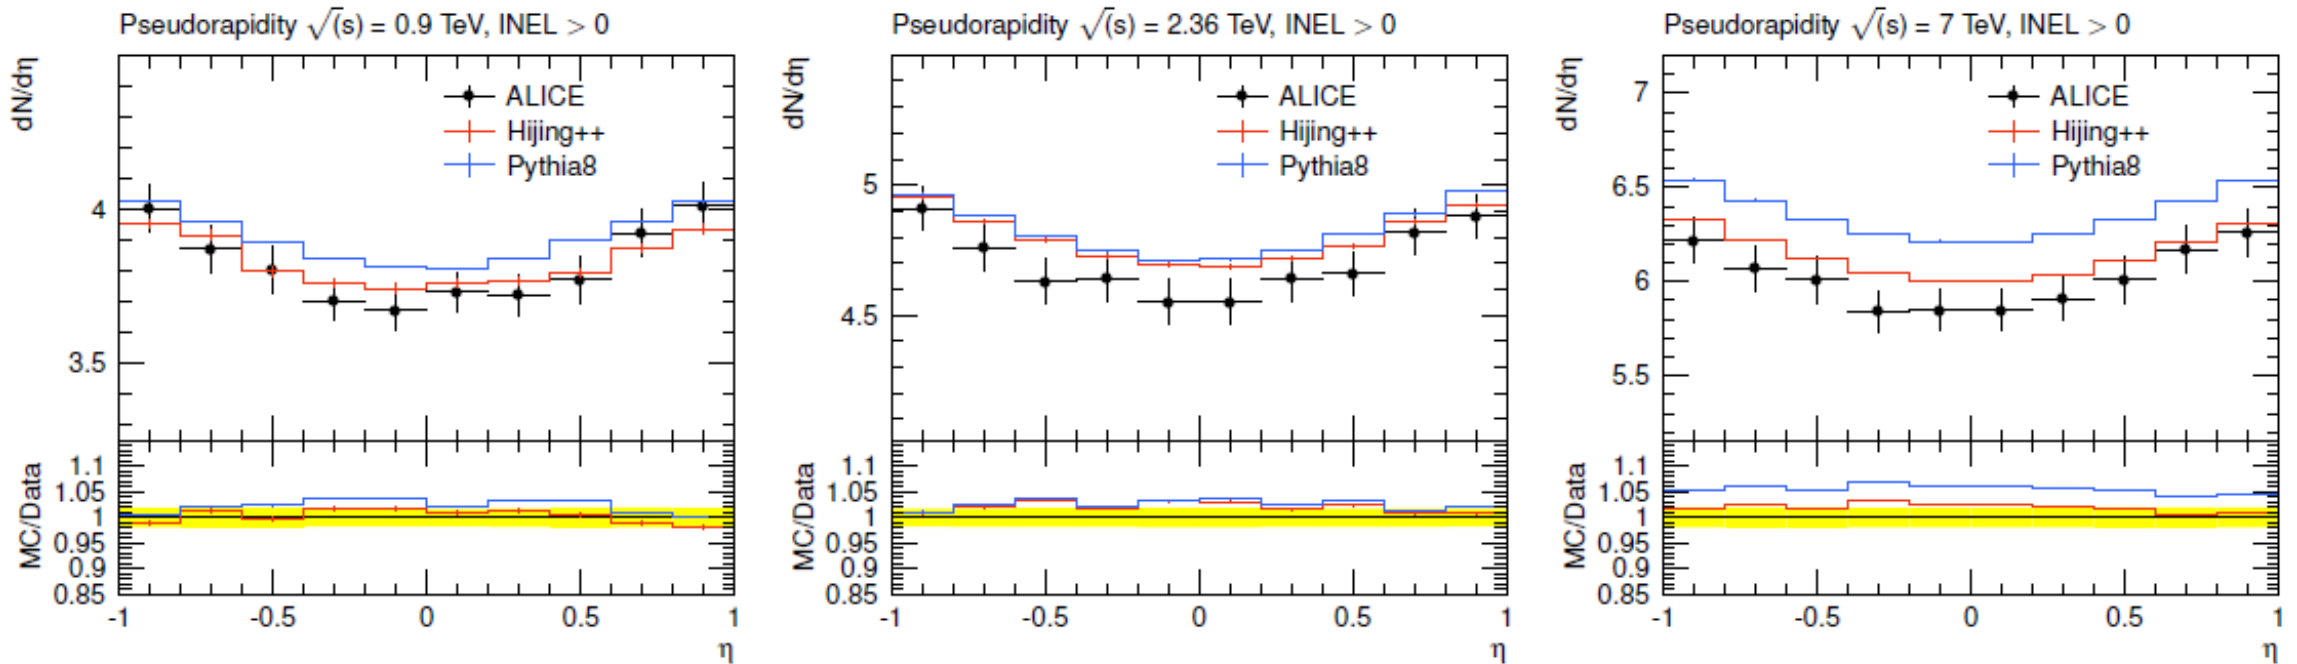 Pseudorapidity √(s) = 0.9 TeV, INEL > 0
dN/dη
ALICE
Hijing++
Pythia8
4
3.5
MC/Data
1.1
1.05
1
0.95
0.9
0.85
-1 -0.5 0 0.5 1
η
Pseudorapidity √(s) = 2.36 TeV, INEL > 0
dN/dη
ALICE
Hijing++
Pythia8
5
4.5
MC/Data
1.1
1.05
1
0.95
0.9
0.85
-1 -0.5 0 0.5 1
η
Pseudorapidity √(s) = 7 TeV, INEL > 0
dN/dη
7
ALICE
Hijing++
Pythia8
6.5
6
5.5
MC/Data
1.1
1.05
1
0.95
0.9
0.85
-1 -0.5 0 0.5 1
η